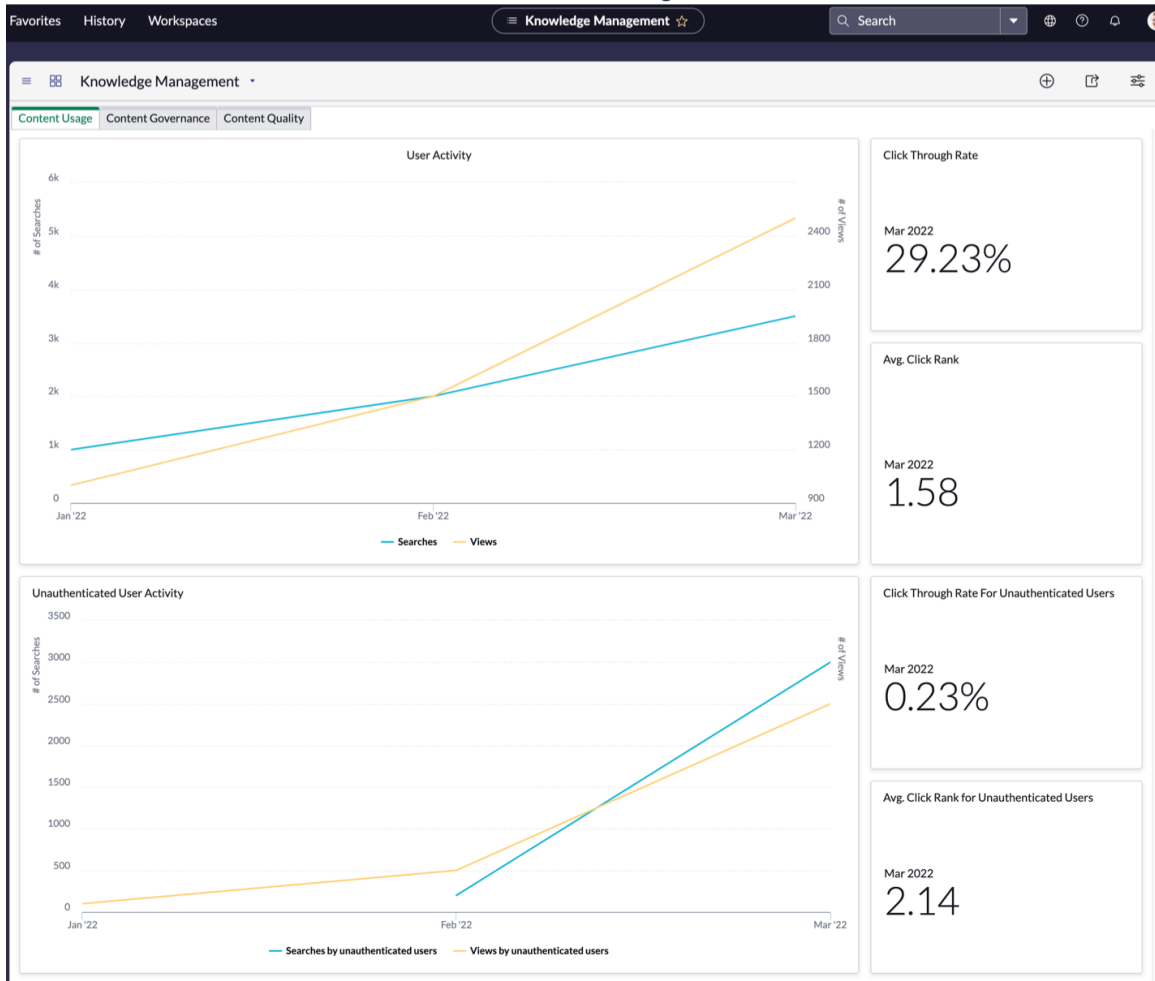 Favorites History Workspaces Knowledge Management Search
Knowledge Management
Content Usage Content Governance Content Quality
User Activity
# of Searches
6k
5k
4k
3k
2k
1k
0
# of Views
2400
2100
1800
1500
1200
900
Jan '22 Feb '22 Mar '22
Searches Views
Click Through Rate
Mar 2022
29.23%
Avg. Click Rank
Mar 2022
1.58
Unauthenticated User Activity
# of Searches
3500
3000
2500
2000
1500
1000
500
0
# of Views
Jan '22 Feb '22 Mar '22
Searches by unauthenticated users Views by unauthenticated users
Click Through Rate For Unauthenticated Users
Mar 2022
0.23%
Avg. Click Rank for Unauthenticated Users
Mar 2022
2.14